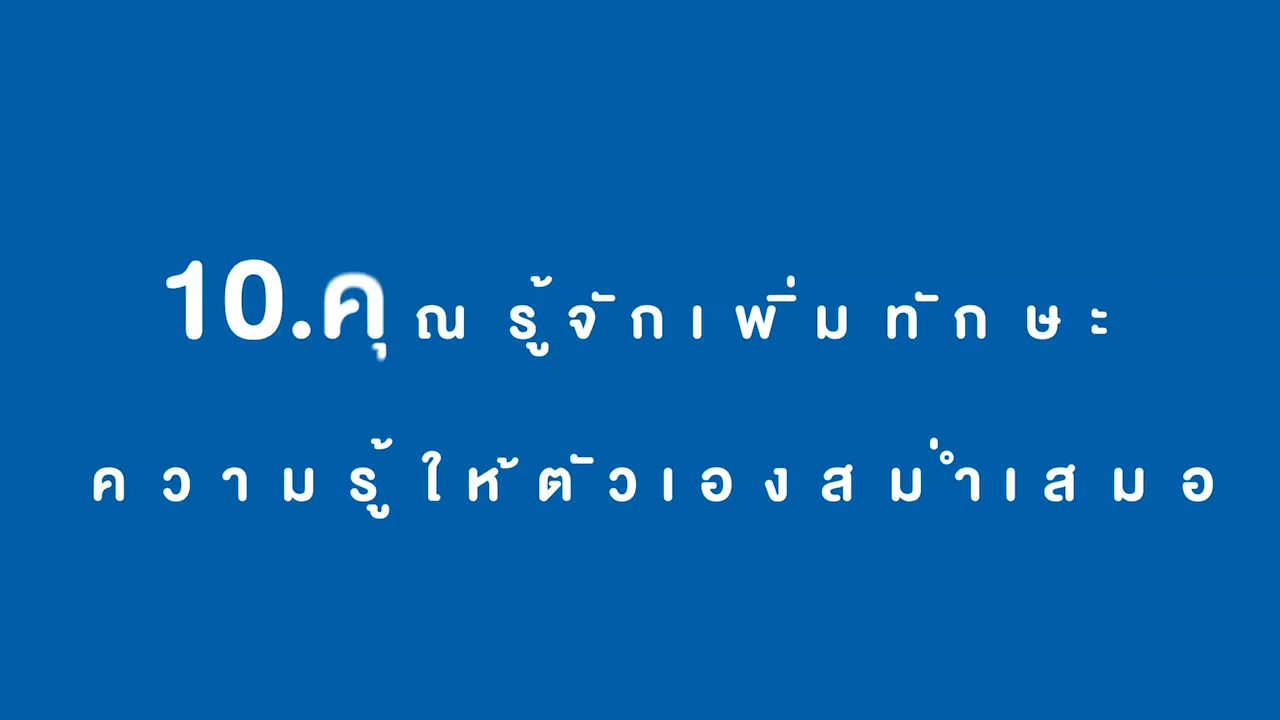 10.คุณ รู้จักเพิ่มทักษะ
ความรู้ ให้ตัวเองสม่ำเสมอ